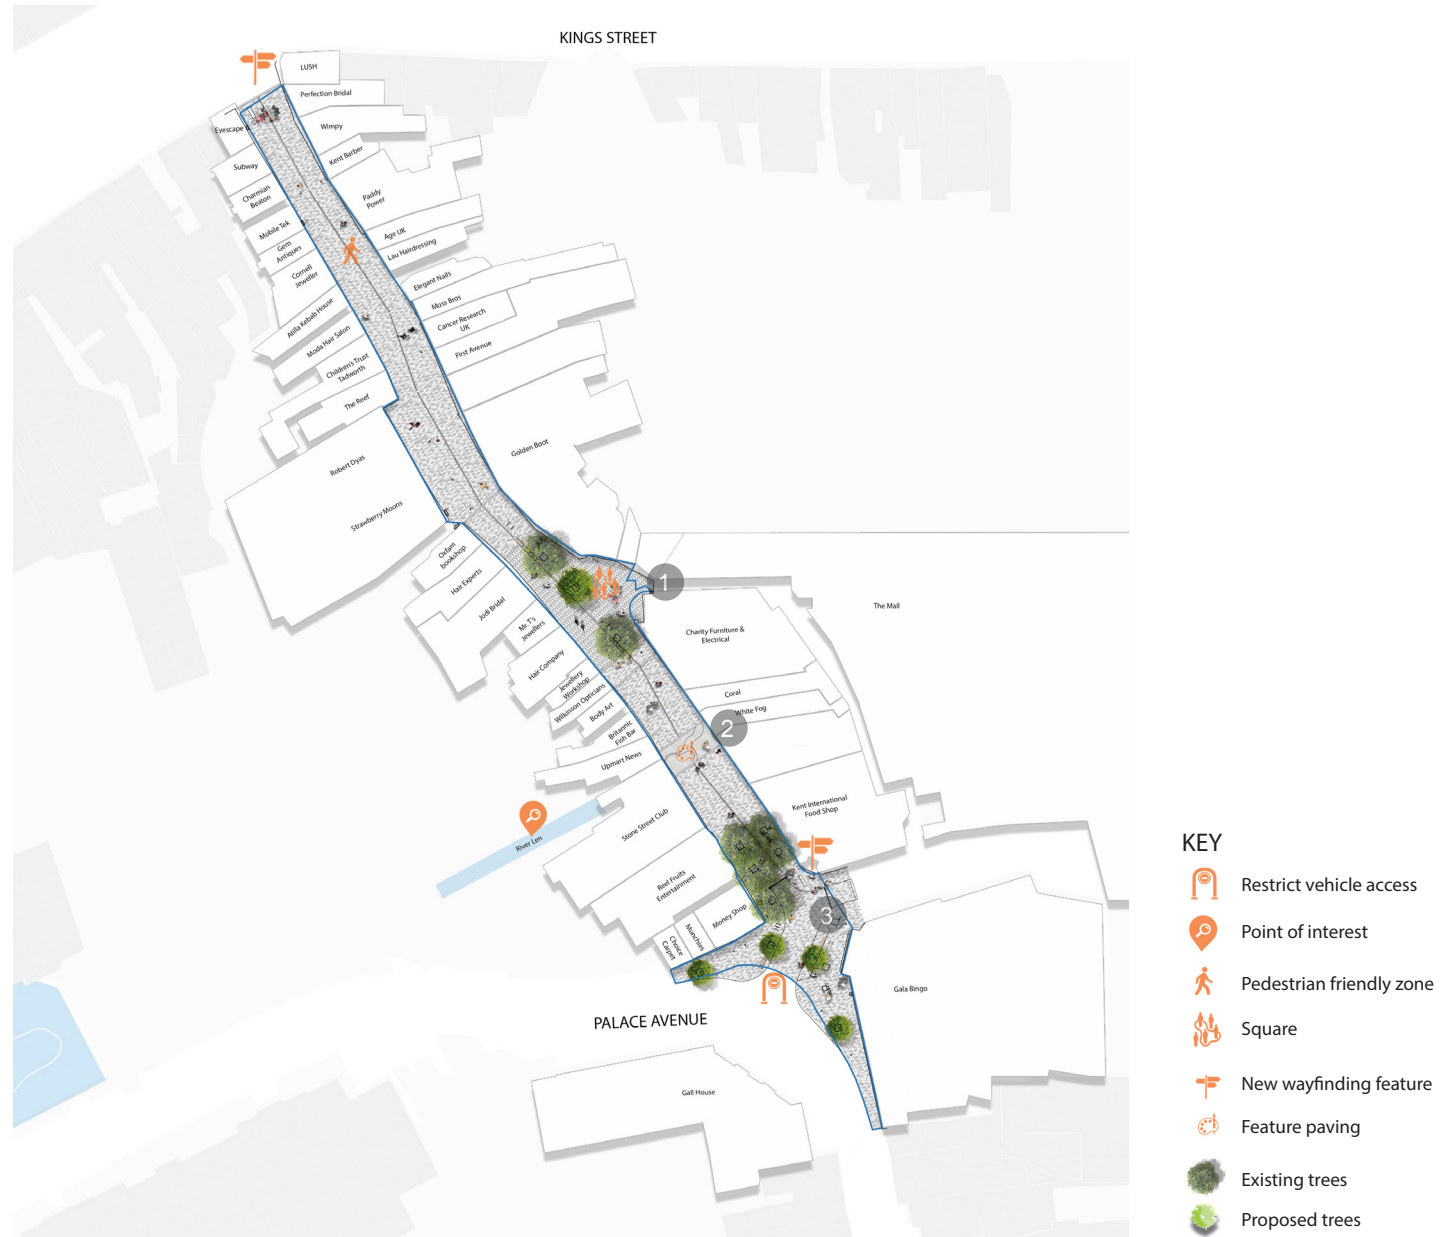 KINGS STREET
LUSH
Perfection Bridal
Wimpy
Eyescape
Kent Barber
Subway
Charmian
Beaton
Paddy
Power
Mobile Tek
Age UK
Gem
Antiques
Lau Hairdressing
Cornell
Jeweller
Elegant Nails
Atilla Kebab House
Moss Bros
Cancer Research
UK
Moda Hair Salon
First Avenue
Children's Trust
Tadworth
The Reef
Golden Boot
Robert Dyas
Strawberry Moons
Oxfam
bookshop
Hair Experts
1
Jodi Bridal
The Mall
Mr. T's
Jewellers
Charity Furniture &
Electrical
Hair Company
Jewellery
Workshop
Wilkinson Opticians
Coral
Body Art
White Fog
2
Britannic
Fish Bar
Upmart News
Kent International
Food Shop
Stone Street Club
River Len
Reel Fruits
Entertainment
Money Shop
3
Munchies
Choice
Carpet
Gala Bingo
PALACE AVENUE
Gall House
KEY
Restrict vehicle access
Point of interest
Pedestrian friendly zone
Square
New wayfinding feature
Feature paving
Existing trees
Proposed trees